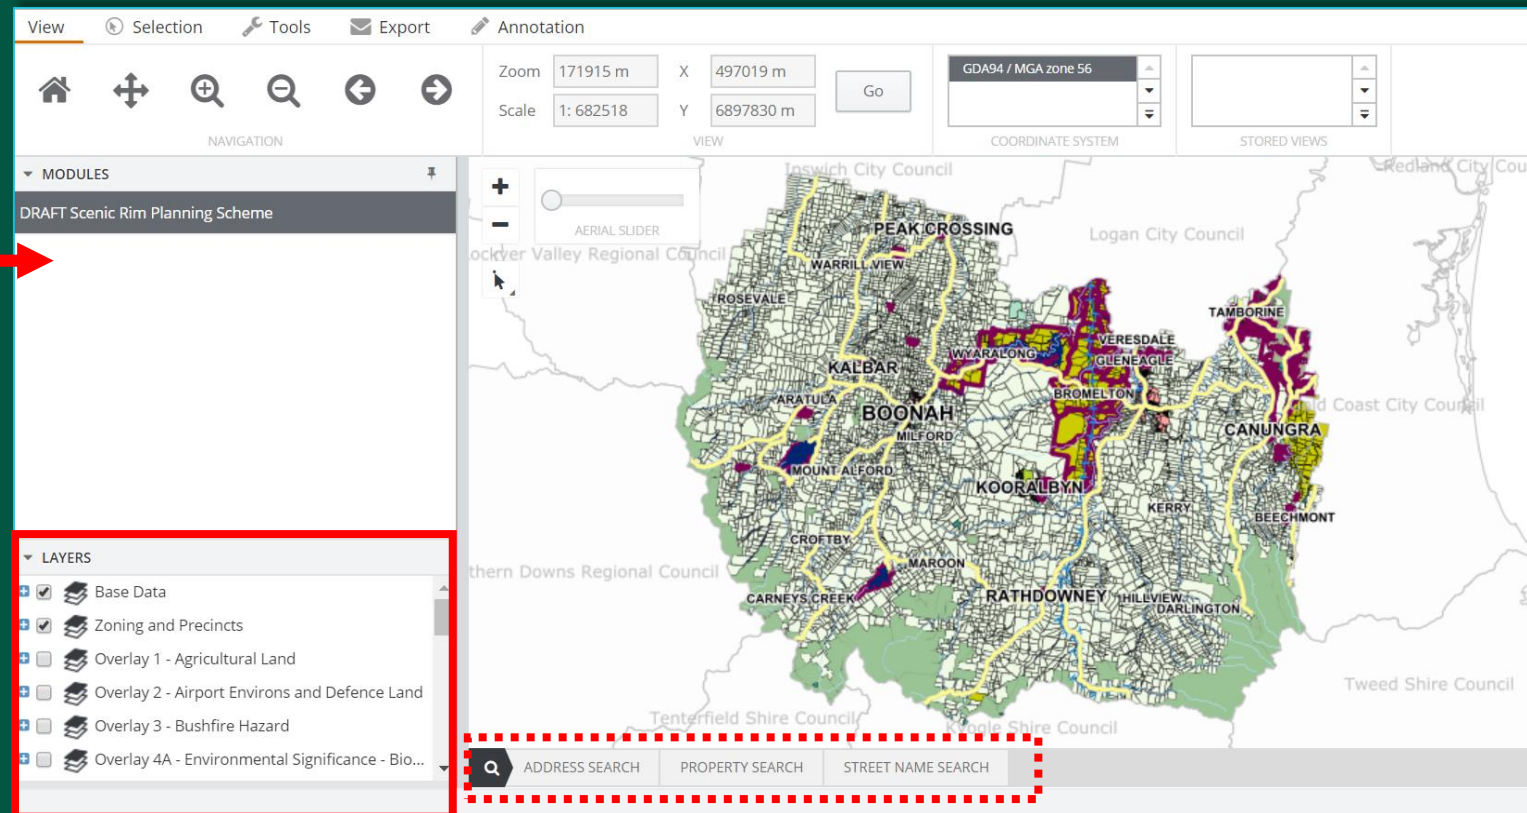 View Selection Tools Export Annotation
Zoom 171915 m X 497019 m Go
Scale 1: 682518 Y 6897830 m
GDA94 / MGA zone 56
NAVIGATION VIEW COORDINATE SYSTEM STORED VIEWS
MODULES
DRAFT Scenic Rim Planning Scheme
AERIAL SLIDER
Ipswich City Council
Redland City Cou
PEAK CROSSING
Logan City Council
ockyer Valley Regional Council
WARRILL VIEW
ROSEVALE
TAMBORINE
VERESDALE
WYARALONG
GLENEAGLE
KALBAR
BROMELTON
ARATULA
BOONAH
ld Coast City Council
MILFORD
CANUNGRA
MOUNT ALFORD
KOORALBYN
KERRY
BEECHMONT
CROFTBY
MAROON
thern Downs Regional Council
CARNEYS CREEK
RATHDOWNEY
HILLVIEW
DARLINGTON
Tweed Shire Council
Tenterfield Shire Council
Kyogle Shire Council
LAYERS
Base Data
Zoning and Precincts
Overlay 1 - Agricultural Land
Overlay 2 - Airport Environs and Defence Land
Overlay 3 - Bushfire Hazard
Overlay 4A - Environmental Significance - Bio...
ADDRESS SEARCH PROPERTY SEARCH STREET NAME SEARCH